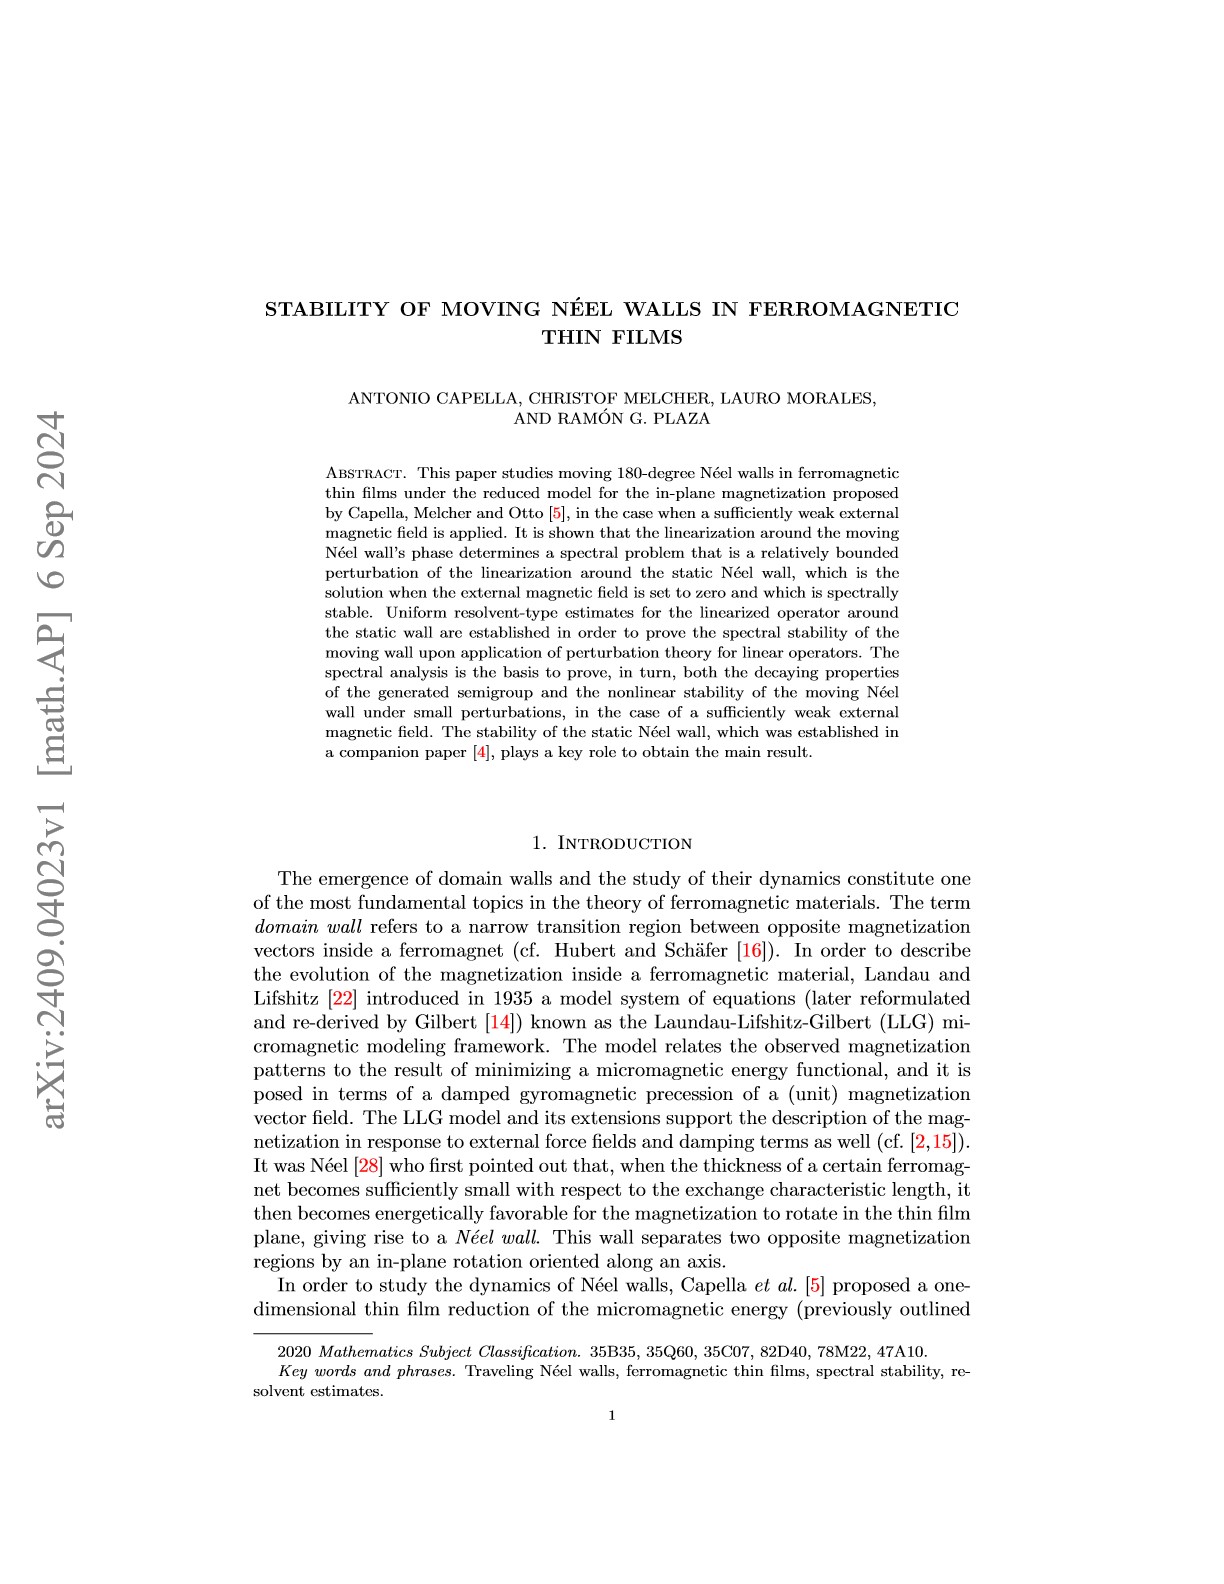 arXiv:2409.04023v1 [math.AP] 6 Sep 2024
STABILITY OF MOVING NÉEL WALLS IN FERROMAGNETIC
THIN FILMS
ANTONIO CAPELLA, CHRISTOF MELCHER, LAURO MORALES,
AND RAMÓN G. PLAZA
ABSTRACT. This paper studies moving 180-degree Néel walls in ferromagnetic
thin films under the reduced model for the in-plane magnetization proposed
by Capella, Melcher and Otto [5], in the case when a sufficiently weak external
magnetic field is applied. It is shown that the linearization around the moving
Néel wall's phase determines a spectral problem that is a relatively bounded
perturbation of the linearization around the static Néel wall, which is the
solution when the external magnetic field is set to zero and which is spectrally
stable. Uniform resolvent-type estimates for the linearized operator around
the static wall are established in order to prove the spectral stability of the
moving wall upon application of perturbation theory for linear operators. The
spectral analysis is the basis to prove, in turn, both the decaying properties
of the generated semigroup and the nonlinear stability of the moving Néel
wall under small perturbations, in the case of a sufficiently weak external
magnetic field. The stability of the static Néel wall, which was established in
a companion paper [4], plays a key role to obtain the main result.
1. INTRODUCTION
The emergence of domain walls and the study of their dynamics constitute one
of the most fundamental topics in the theory of ferromagnetic materials. The term
domain wall refers to a narrow transition region between opposite magnetization
vectors inside a ferromagnet (cf. Hubert and Schäfer [16]). In order to describe
the evolution of the magnetization inside a ferromagnetic material, Landau and
Lifshitz [22] introduced in 1935 a model system of equations (later reformulated
and re-derived by Gilbert [14]) known as the Laundau-Lifshitz-Gilbert (LLG) mi-
cromagnetic modeling framework. The model relates the observed magnetization
patterns to the result of minimizing a micromagnetic energy functional, and it is
posed in terms of a damped gyromagnetic precession of a (unit) magnetization
vector field. The LLG model and its extensions support the description of the mag-
netization in response to external force fields and damping terms as well (cf. [2,15]).
It was Néel [28] who first pointed out that, when the thickness of a certain ferromag-
net becomes sufficiently small with respect to the exchange characteristic length, it
then becomes energetically favorable for the magnetization to rotate in the thin film
plane, giving rise to a Néel wall. This wall separates two opposite magnetization
regions by an in-plane rotation oriented along an axis.
In order to study the dynamics of Néel walls, Capella et al. [5] proposed a one-
dimensional thin film reduction of the micromagnetic energy (previously outlined
2020 Mathematics Subject Classification. 35B35, 35Q60, 35C07, 82D40, 78M22, 47A10.
Key words and phrases. Traveling Néel walls, ferromagnetic thin films, spectral stability, re-
solvent estimates.
1